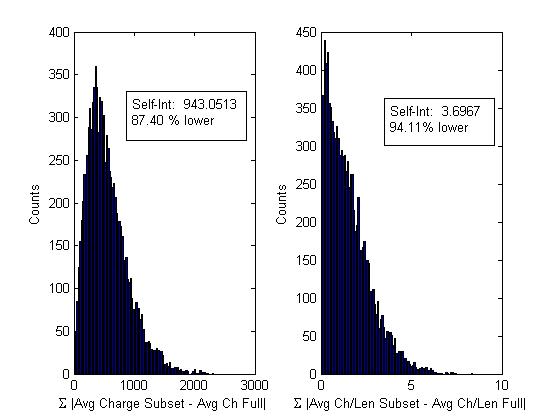 400
350
300
250
200
150
100
50
0
Counts
Self-Int: 943.0513
87.40 % lower
0 1000 2000 3000
Σ |Avg Charge Subset - Avg Ch Full|
450
400
350
300
250
200
150
100
50
0
Counts
Self-Int: 3.6967
94.11% lower
0 5 10
Σ |Avg Ch/Len Subset - Avg Ch/Len Full|